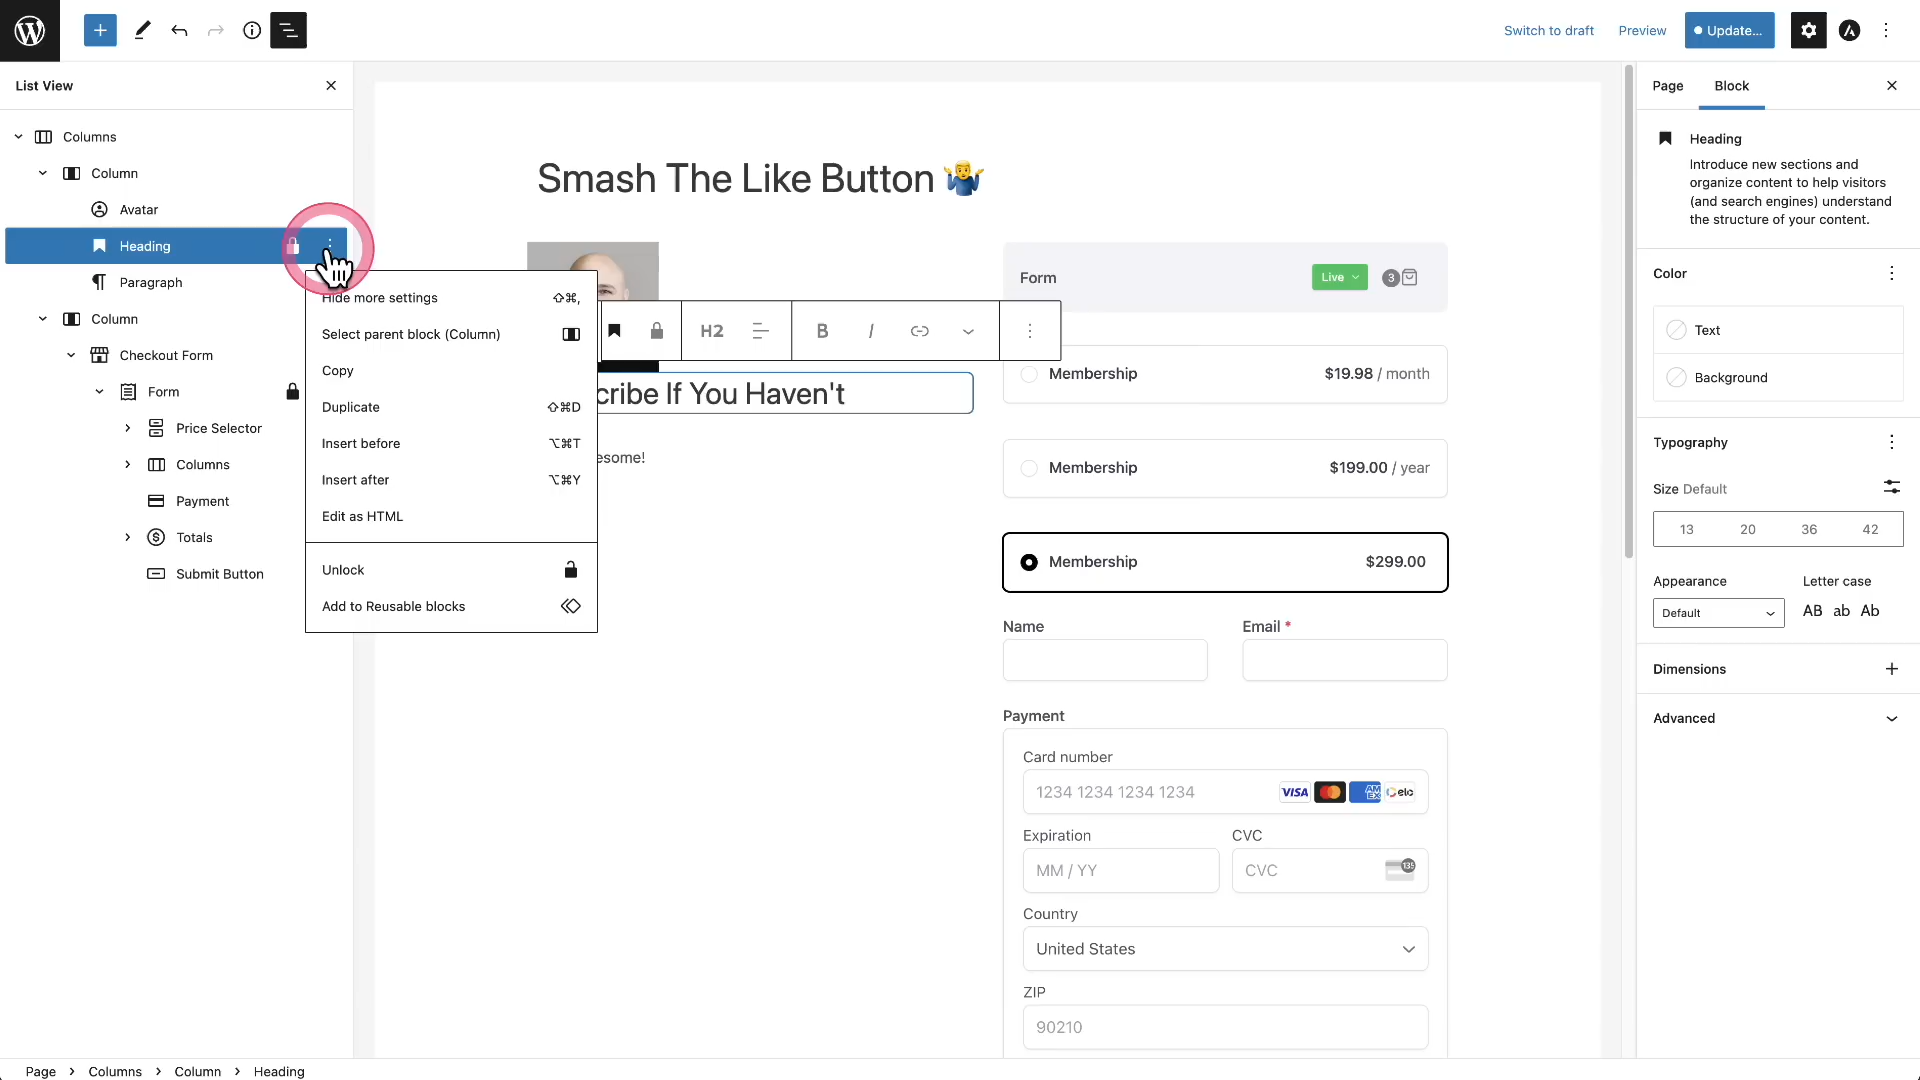 Switch to draft
Preview
Update...
List View
Columns
Column
Avatar
Heading
Paragraph
Column
Checkout Form
Form
Price Selector
Columns
Payment
Totals
Submit Button
Hide more settings ⇧⌘,
Select parent block (Column)
Copy
Duplicate ⇧⌘D
Insert before ⌥⌘T
Insert after ⌥⌘Y
Edit as HTML
Unlock
Add to Reusable blocks
Smash The Like Button 🤷‍♂️
H2 B I
cribe If You Haven't
esome!
Form
Live
3
Membership $19.98 / month
Membership $199.00 / year
Membership $299.00
Name
Email *
Payment
Card number
1234 1234 1234 1234
VISA
AM
EX
elo
Expiration
MM / YY
CVC
CVC
135
Country
United States
ZIP
90210
Page
Block
Heading
Introduce new sections and
organize content to help visitors
(and search engines) understand
the structure of your content.
Color
Text
Background
Typography
Size Default
13 20 36 42
Appearance
Default
Letter case
AB ab Ab
Dimensions
Advanced
Page > Columns > Column > Heading